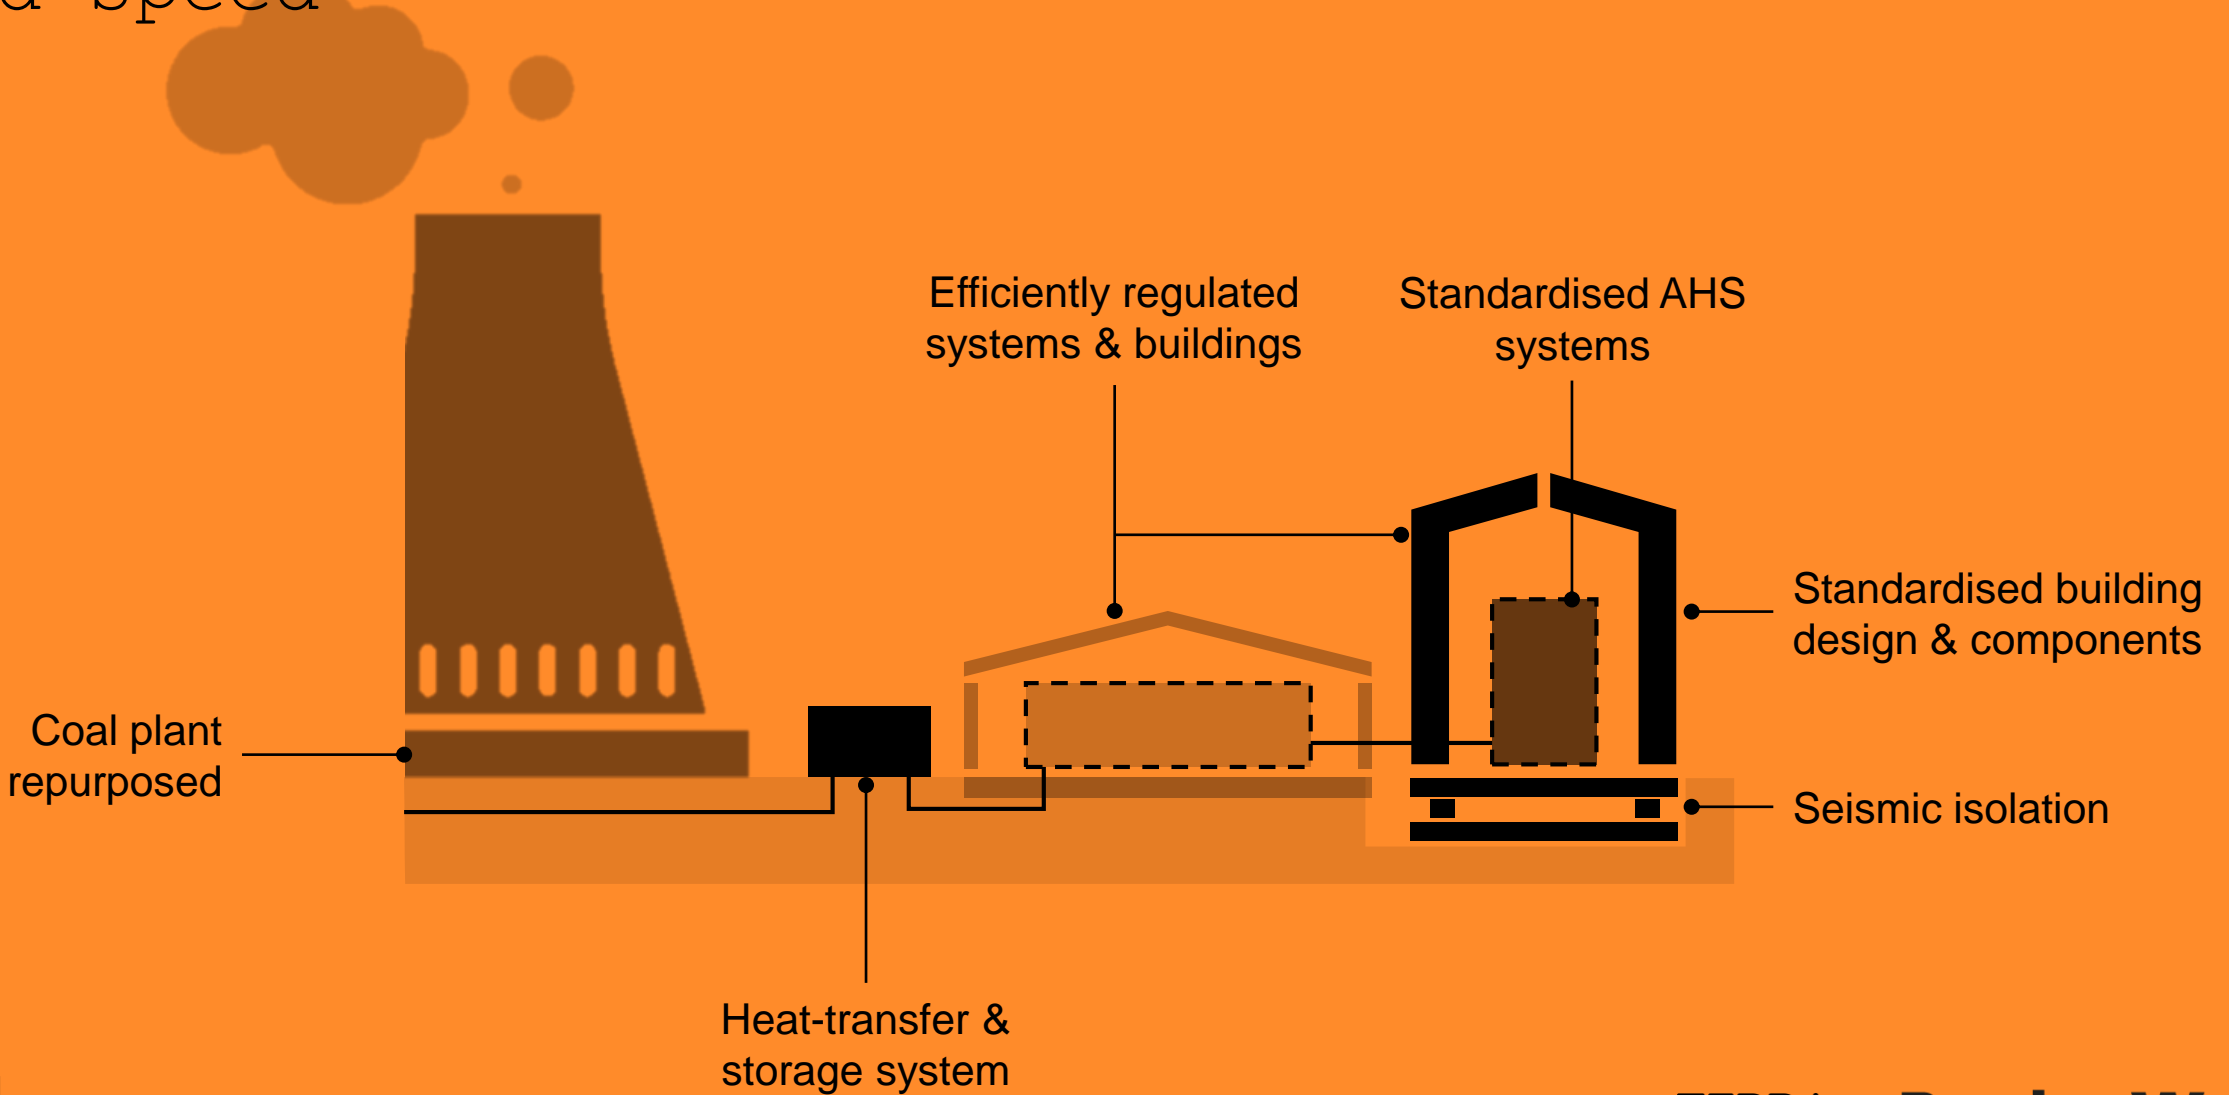 speed
Efficiently regulated
systems & buildings
Standardised AHS
systems
Standardised building
design & components
Coal plant
repurposed
Seismic isolation
Heat-transfer &
storage system